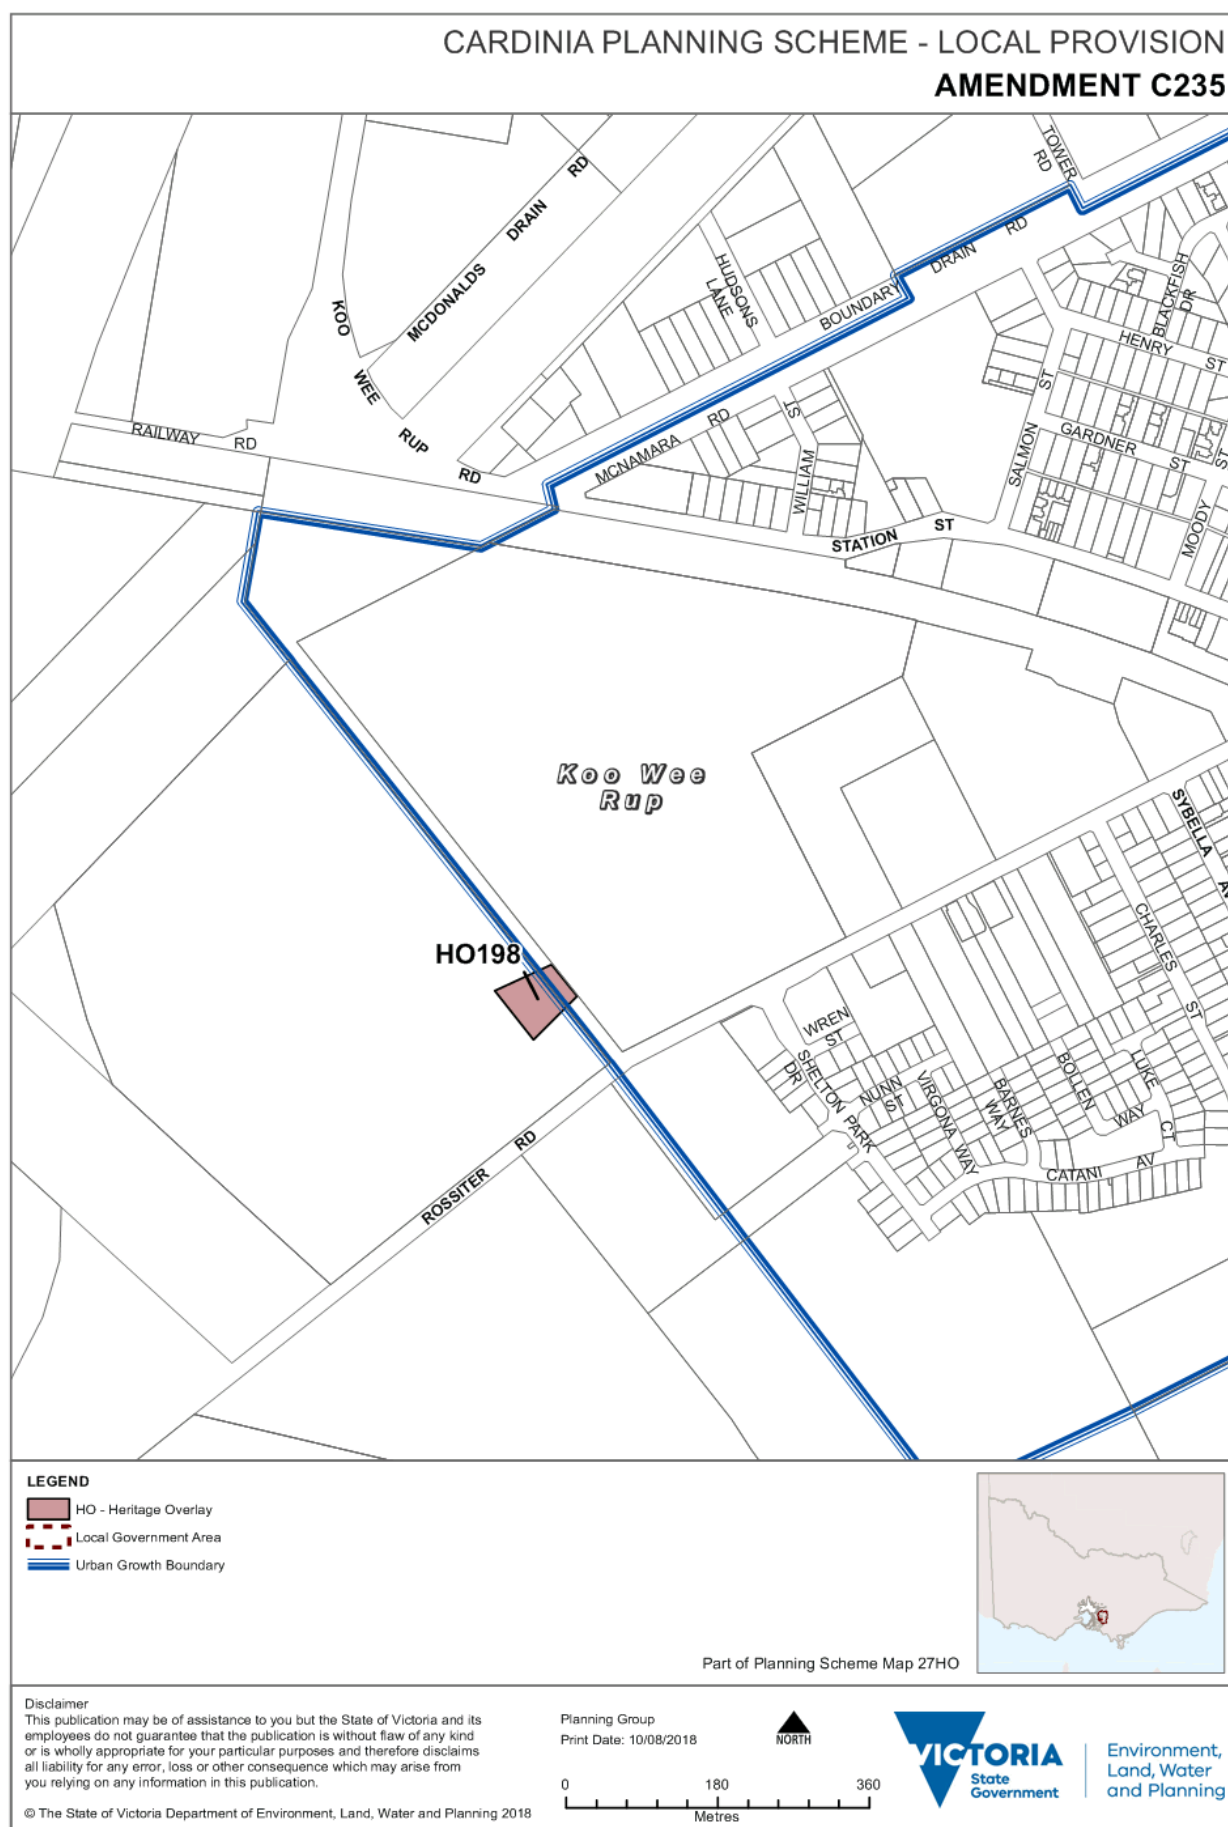 CARDINIA PLANNING SCHEME - LOCAL PROVISION
AMENDMENT C235
TOWER
RD
MCDONALDS DRAIN RD
HUDSONS
LANE
BOUNDARY DRAIN RD
BLACKFISH
DR
HENRY ST
KOO WEE RUP RD
RAILWAY RD
MCNAMARA RD
WILLIAM ST
SALMON ST
GARDNER ST
ST
MOODY
STATION ST
Koo Wee
Rup
SYBELLA
AV
CHARLES ST
HO198
WREN
ST
SHELTON PARK
DR
NUNN
ST
VIRGONA WAY
BARNES
WAY
BOLLEN WAY
LUKE CT
CATANI AV
ROSSITER RD
LEGEND
HO - Heritage Overlay
Local Government Area
Urban Growth Boundary
Part of Planning Scheme Map 27HO
Disclaimer
This publication may be of assistance to you but the State of Victoria and its
employees do not guarantee that the publication is without flaw of any kind
or is wholly appropriate for your particular purposes and therefore disclaims
all liability for any error, loss or other consequence which may arise from
you relying on any information in this publication.
© The State of Victoria Department of Environment, Land, Water and Planning 2018
Planning Group
Print Date: 10/08/2018
NORTH
0 180 360
Metres
VICTORIA
State
Government
Environment,
Land, Water
and Planning